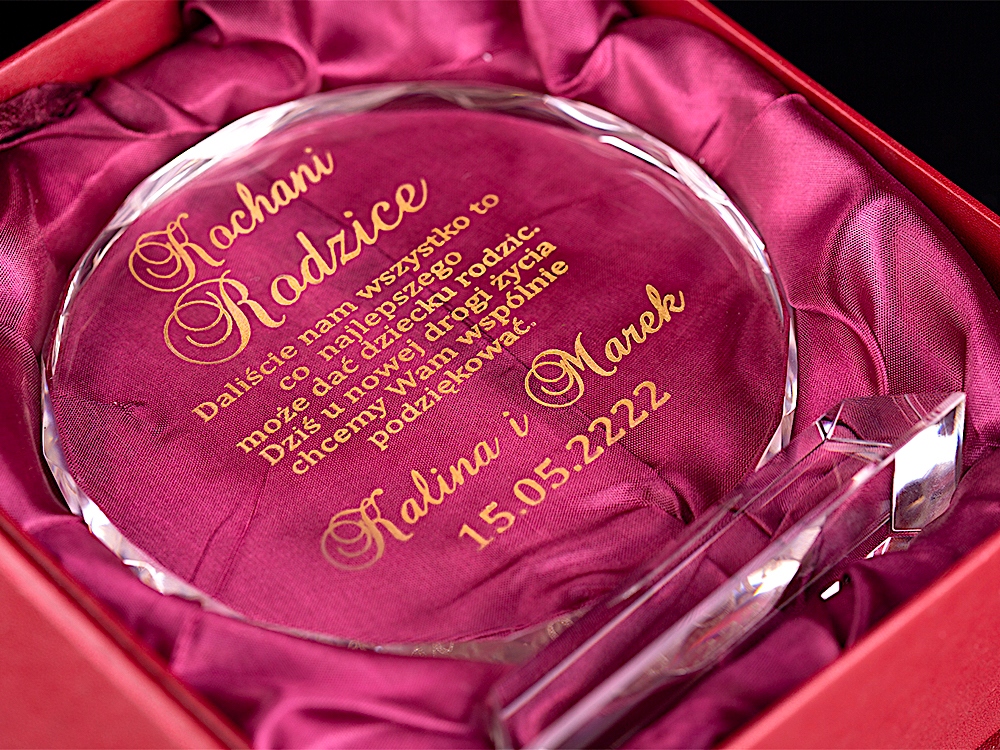 Kochani
Rodzice
Daliście nam wszystko to
co najlepszego
może dać dziecku rodzic.
Dziś u nowej drogi życia
chcemy Wam wspólnie
podziękować.
Kalina i Marek
15.05.2222